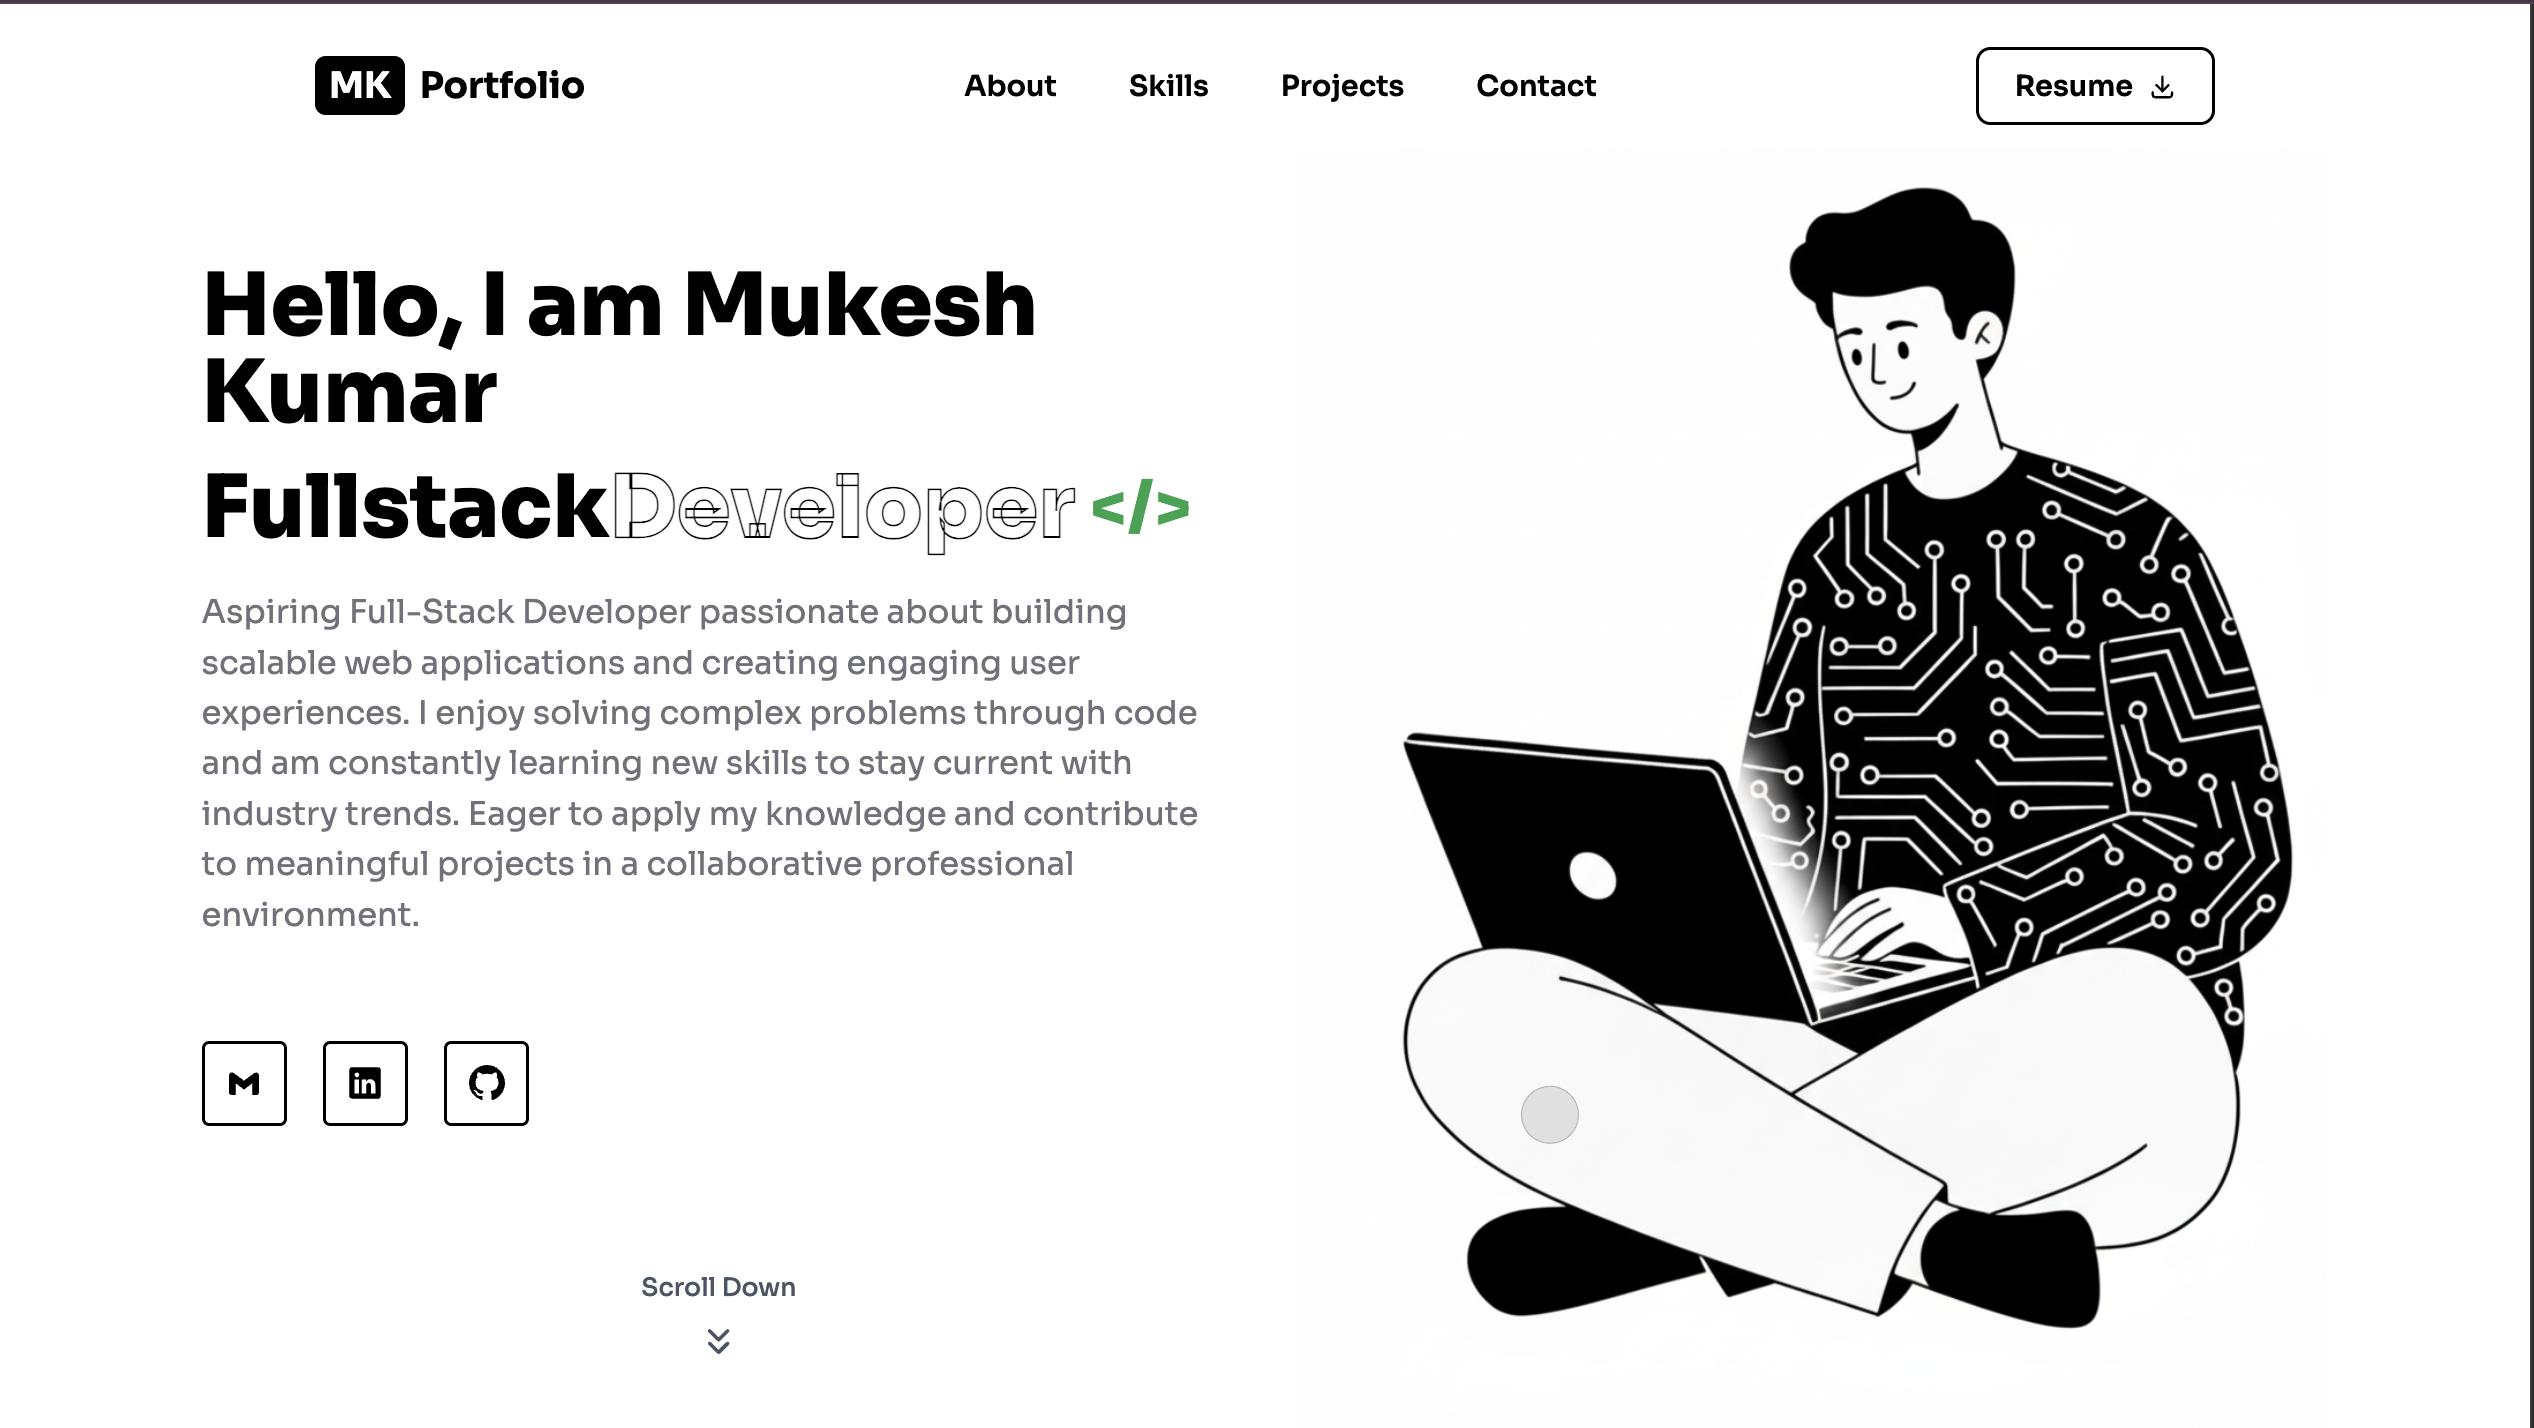 MK Portfolio
About Skills Projects Contact
Resume
Hello, I am Mukesh
Kumar
FullstackDeveloper </>
Aspiring Full-Stack Developer passionate about building
scalable web applications and creating engaging user
experiences. I enjoy solving complex problems through code
and am constantly learning new skills to stay current with
industry trends. Eager to apply my knowledge and contribute
to meaningful projects in a collaborative professional
environment.
Scroll Down